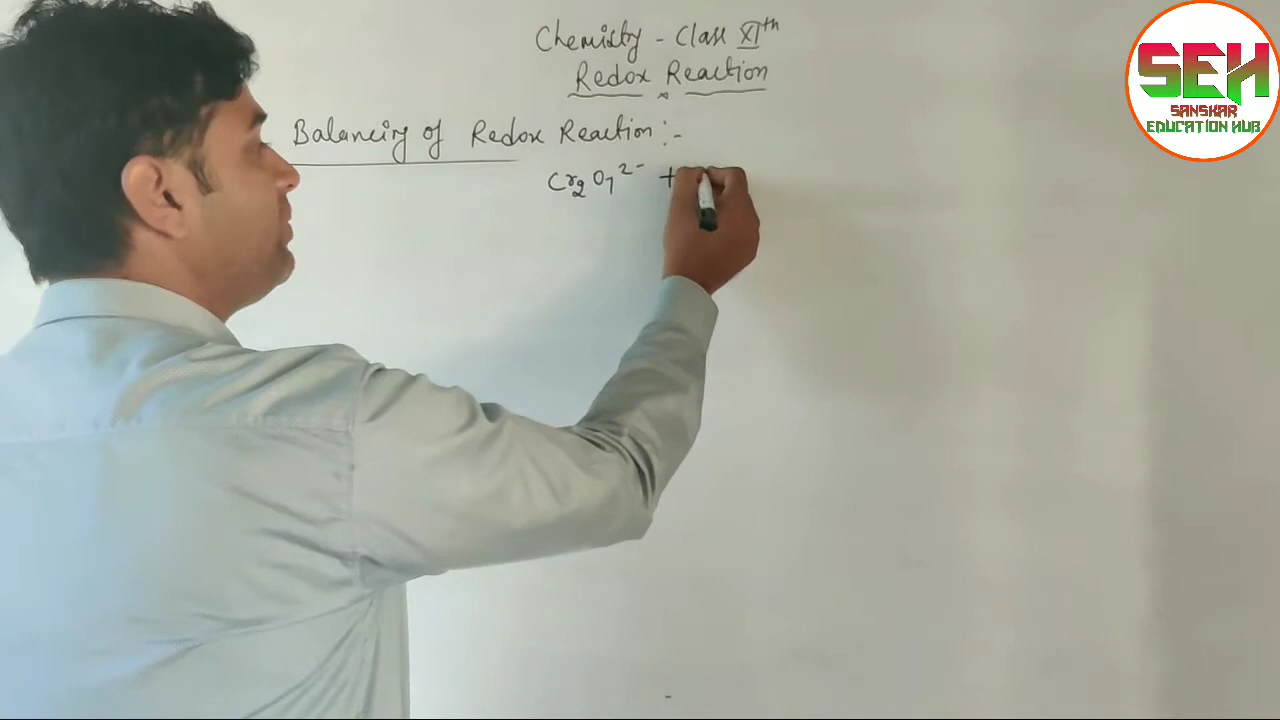 Chemistry - Class XIth
Redox Reaction
Balancing of Redox Reaction :-
Cr2O7 2- +
SEH
SANSKAR
EDUCATION HUB